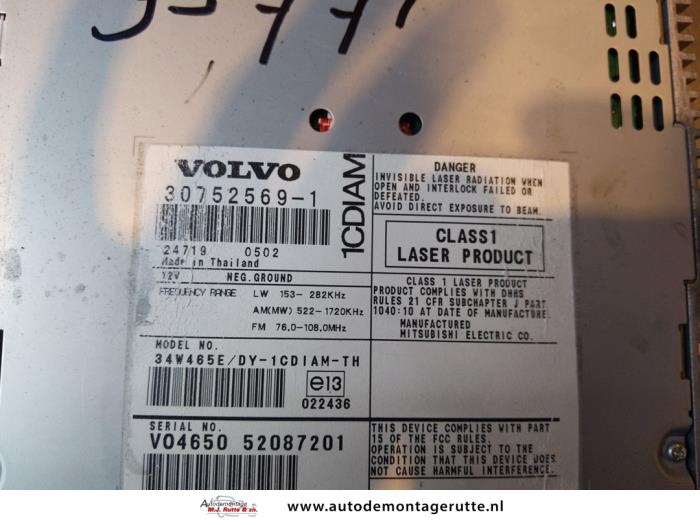 VOLVO
30752569-1
24719 0502
Made in Thailand
1CDIAM
12V NEG.GROUND
FREQUENCY RANGE LW 153- 282KHz
AM(MW) 522-1720KHz
FM 76.0-108.0MHz
MODEL NO.
34W465E/DY-1CDIAM-TH
e13
022436
SERIAL NO.
V04650 52087201
DANGER
INVISIBLE LASER RADIATION WHEN
OPEN AND INTERLOCK FAILED OR
DEFEATED.
AVOID DIRECT EXPOSURE TO BEAM.
CLASS1
LASER PRODUCT
CLASS 1 LASER PRODUCT
PRODUCT COMPLIES WITH DHHS
RULES 21 CFR SUBCHAPTER J PART
1040:10 AT DATE OF MANUFACTURE.
MANUFACTURED
MITSUBISHI ELECTRIC CO.
THIS DEVICE COMPLIES WITH PART
15 OF THE FCC RULES.
OPERATION IS SUBJECT TO THE
CONDITION THAT THIS DEVICE DOES
NOT CAUSE HARMFUL INTERFERENCE.
Autodemontage
M.J. Rutte & zn.
www.autodemontagerutte.nl